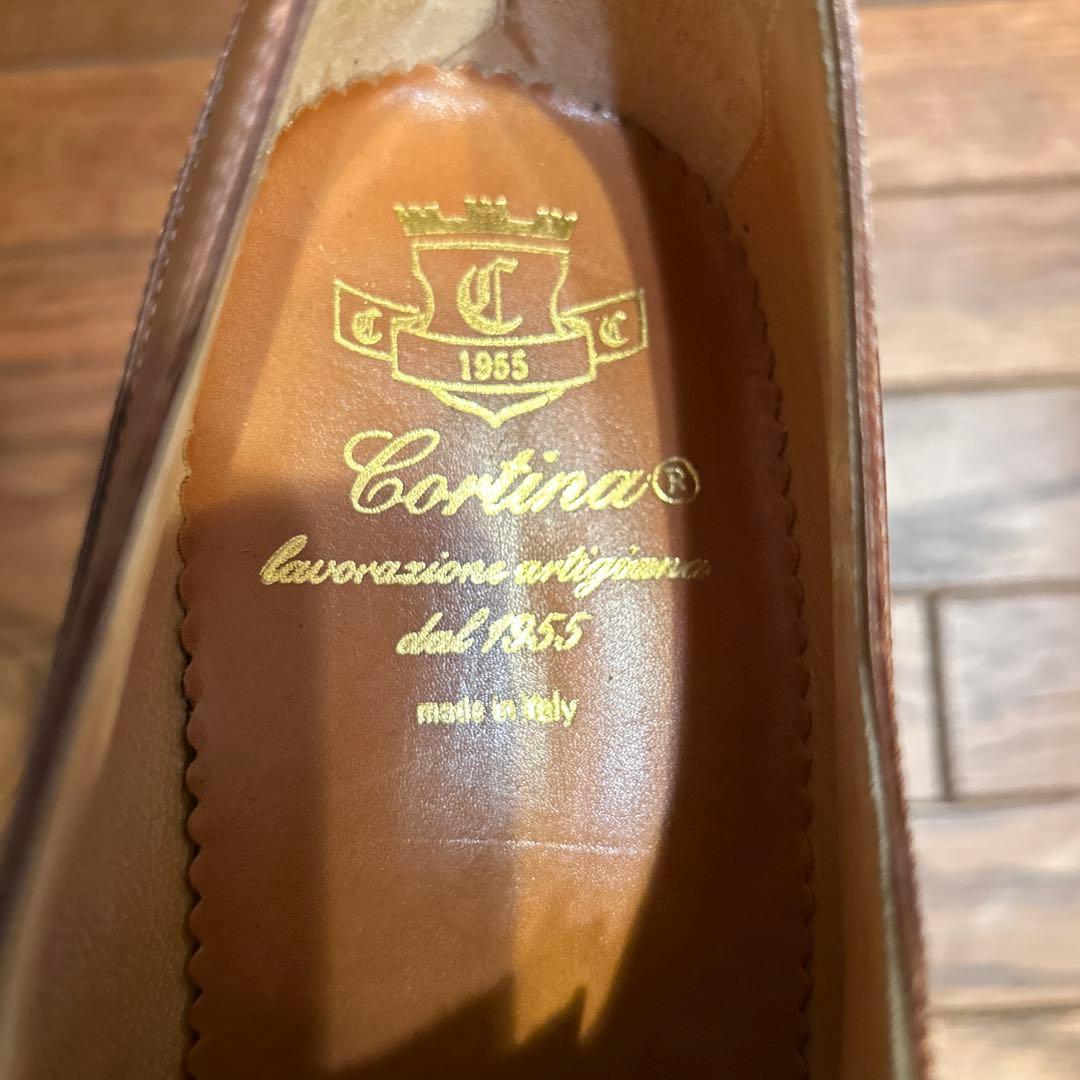 C
C C
1955
Cortina®
lavorazione artigiana
dal 1955
made in italy